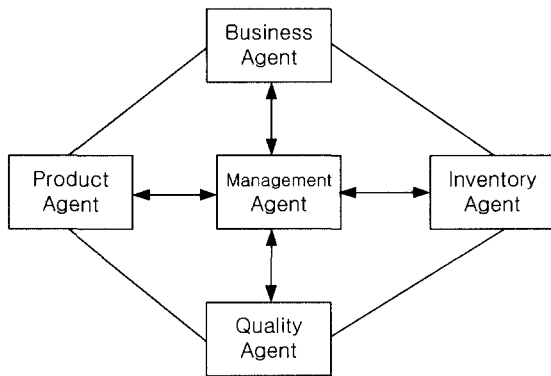 Business
Agent
Product
Agent
Management
Agent
Inventory
Agent
Quality
Agent